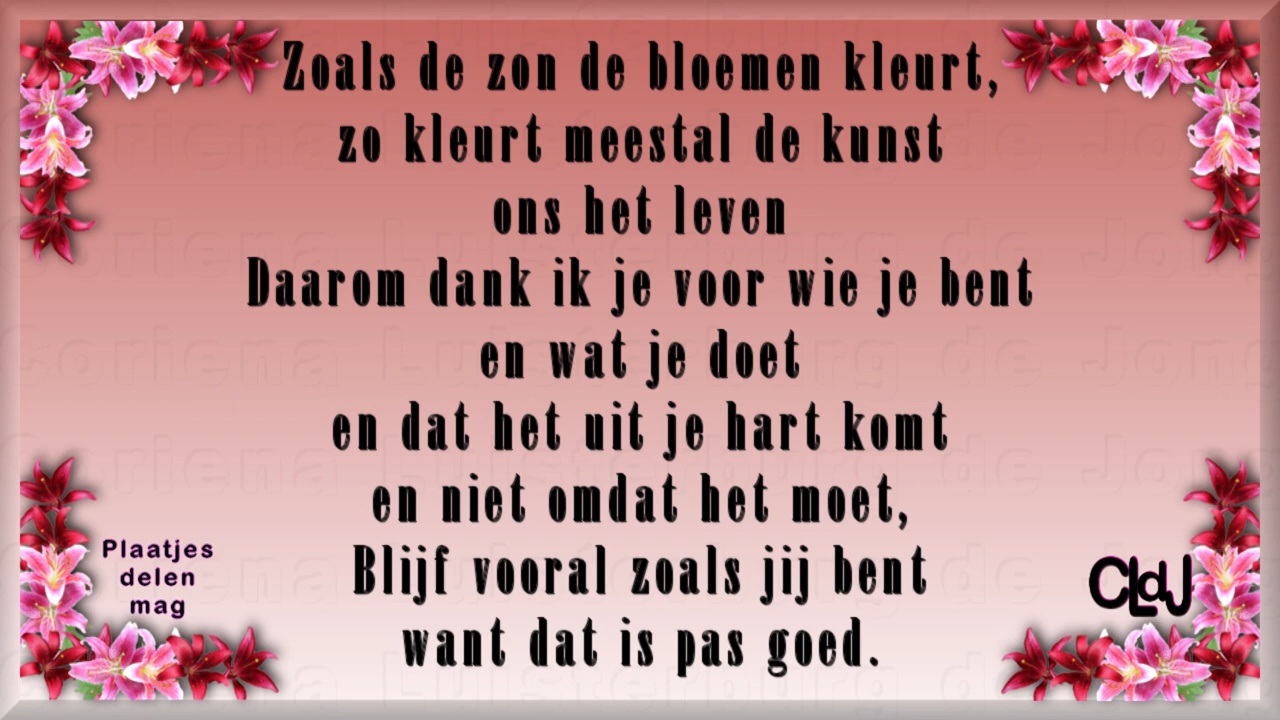 Zoals de zon de bloemen kleurt,
zo kleurt meestal de kunst
ons het leven
Daarom dank ik je voor wie je bent
en wat je doet
en dat het uit je hart komt
en niet omdat het moet,
Blijf vooral zoals jij bent
want dat is pas goed.
Plaatjes
delen
mag
CLdJ